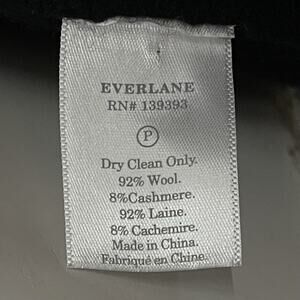 EVERLANE
RN# 139393
P
Dry Clean Only.
92% Wool.
8%Cashmere.
92% Laine.
8% Cachemire.
Made in China.
Fabriqué en Chine.